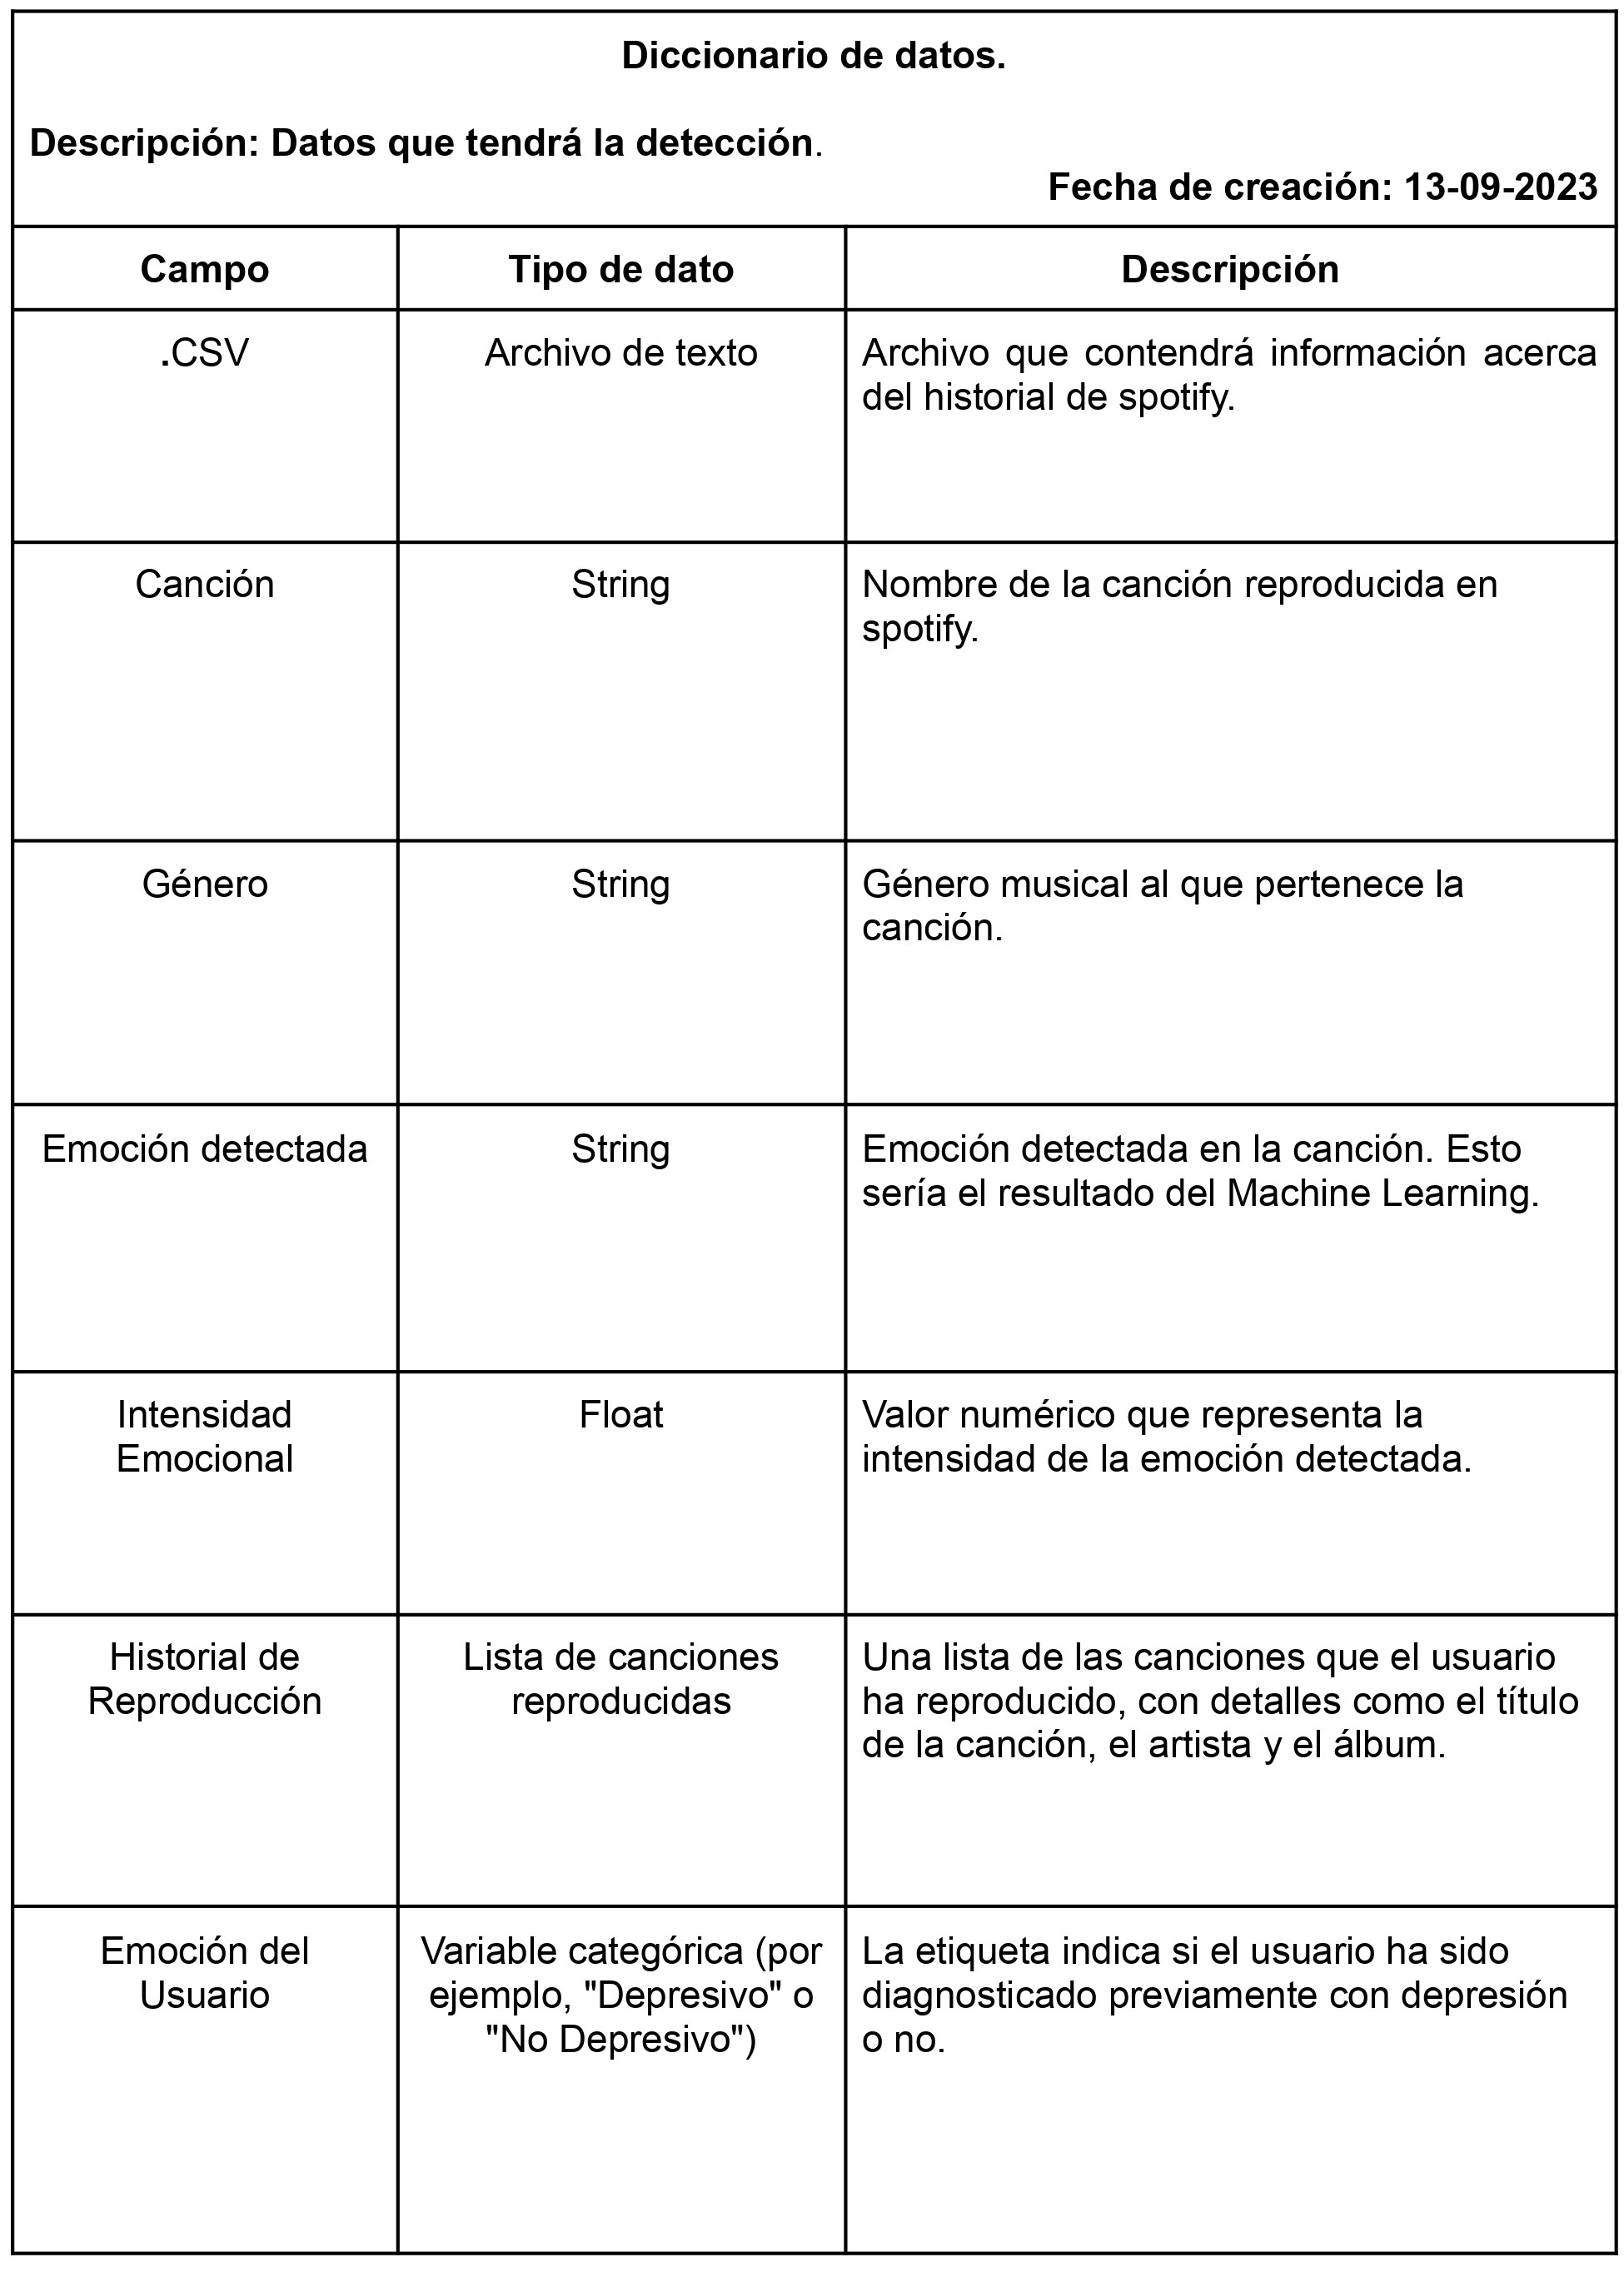 Diccionario de datos.
Descripción: Datos que tendrá la detección.
Fecha de creación: 13-09-2023
Campo
Tipo de dato
Descripción
.CSV
Archivo de texto
Archivo que contendrá información acerca
del historial de spotify.
Canción
String
Nombre de la canción reproducida en
spotify.
Género
String
Género musical al que pertenece la
canción.
Emoción detectada
String
Emoción detectada en la canción. Esto
sería el resultado del Machine Learning.
Intensidad
Emocional
Float
Valor numérico que representa la
intensidad de la emoción detectada.
Historial de
Reproducción
Lista de canciones
reproducidas
Una lista de las canciones que el usuario
ha reproducido, con detalles como el título
de la canción, el artista y el álbum.
Emoción del
Usuario
Variable categórica (por
ejemplo, "Depresivo" o
"No Depresivo")
La etiqueta indica si el usuario ha sido
diagnosticado previamente con depresión
o no.